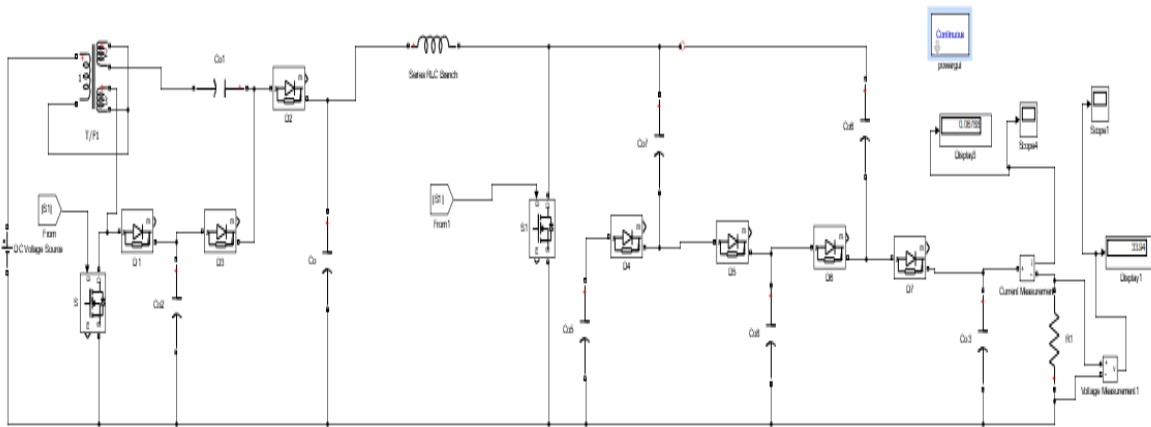 Continuous
powergui
Co1
D2
Series RLC Branch
T/F1
Co7
Co6
Display3
Scope4
Scope1
[S1]
From
[S1]
From1
DC Voltage Source
D1
D3
D4
D5
D6
D7
Co2
Co
Co5
Co8
Co3
Current Measurement
R1
Display1
Voltage Measurement1